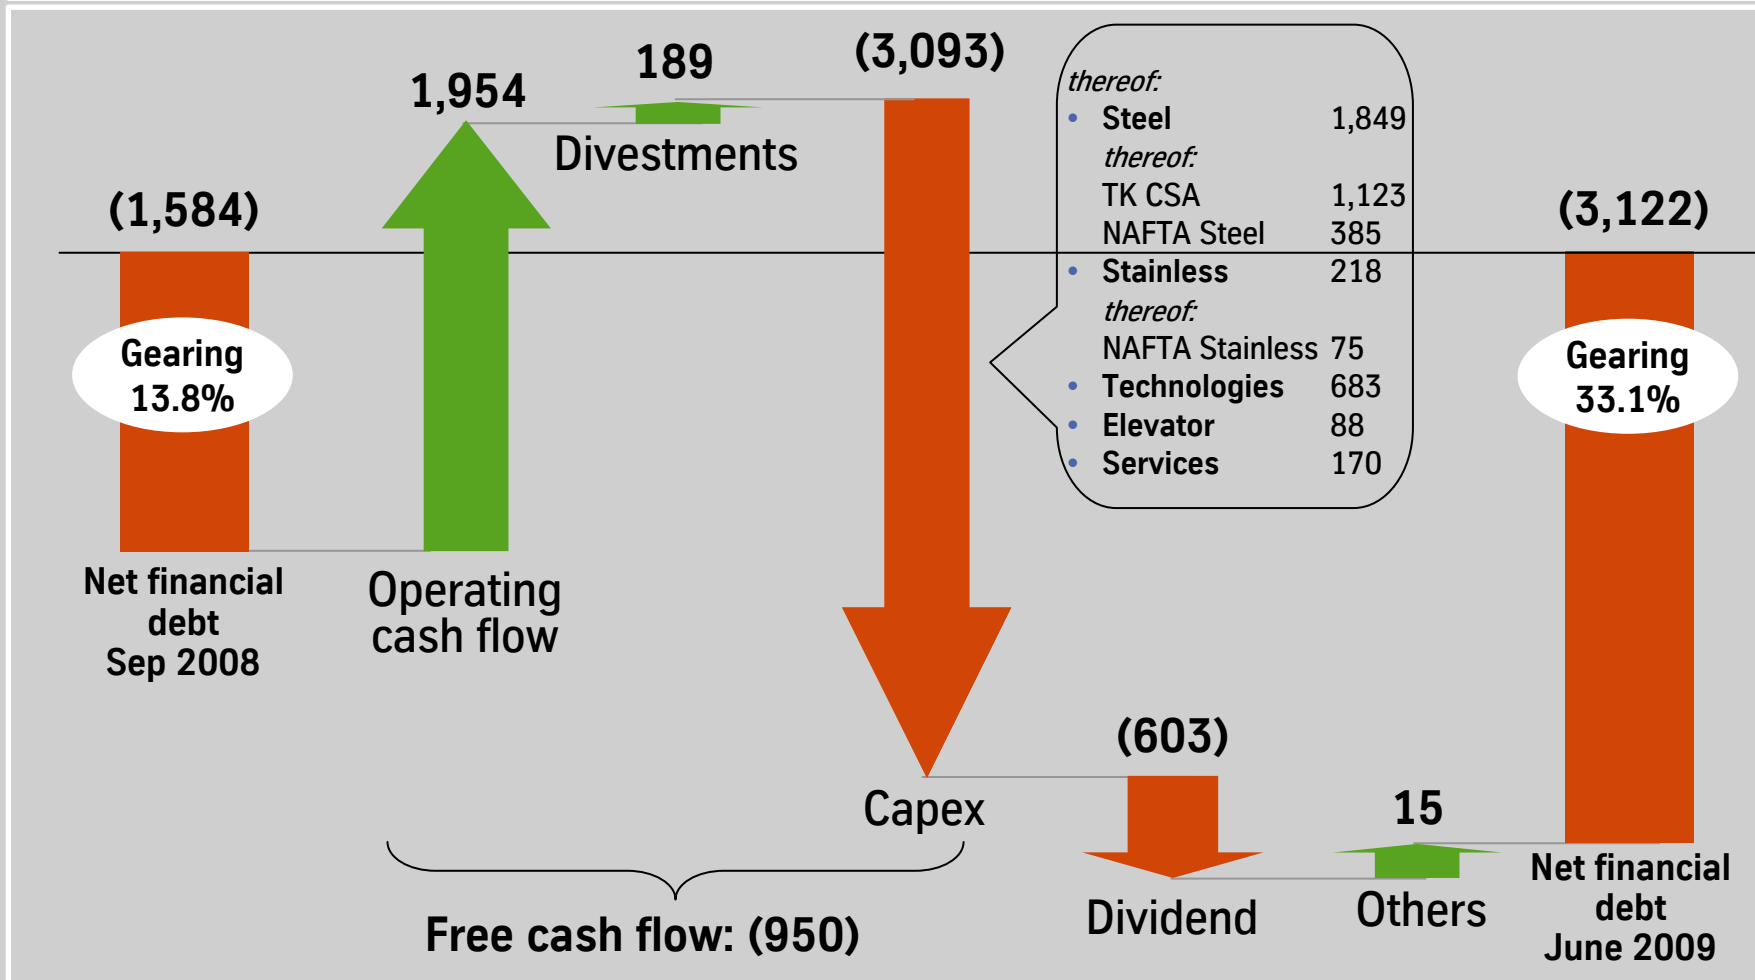 (1,584)
Gearing
13.8%
Net financial
debt
Sep 2008
1,954
Operating
cash flow
189
Divestments
(3,093)
Capex
thereof:
• Steel 1,849
thereof:
TK CSA 1,123
NAFTA Steel 385
• Stainless 218
thereof:
NAFTA Stainless 75
• Technologies 683
• Elevator 88
• Services 170
Free cash flow: (950)
(603)
Dividend
15
Others
(3,122)
Gearing
33.1%
Net financial
debt
June 2009